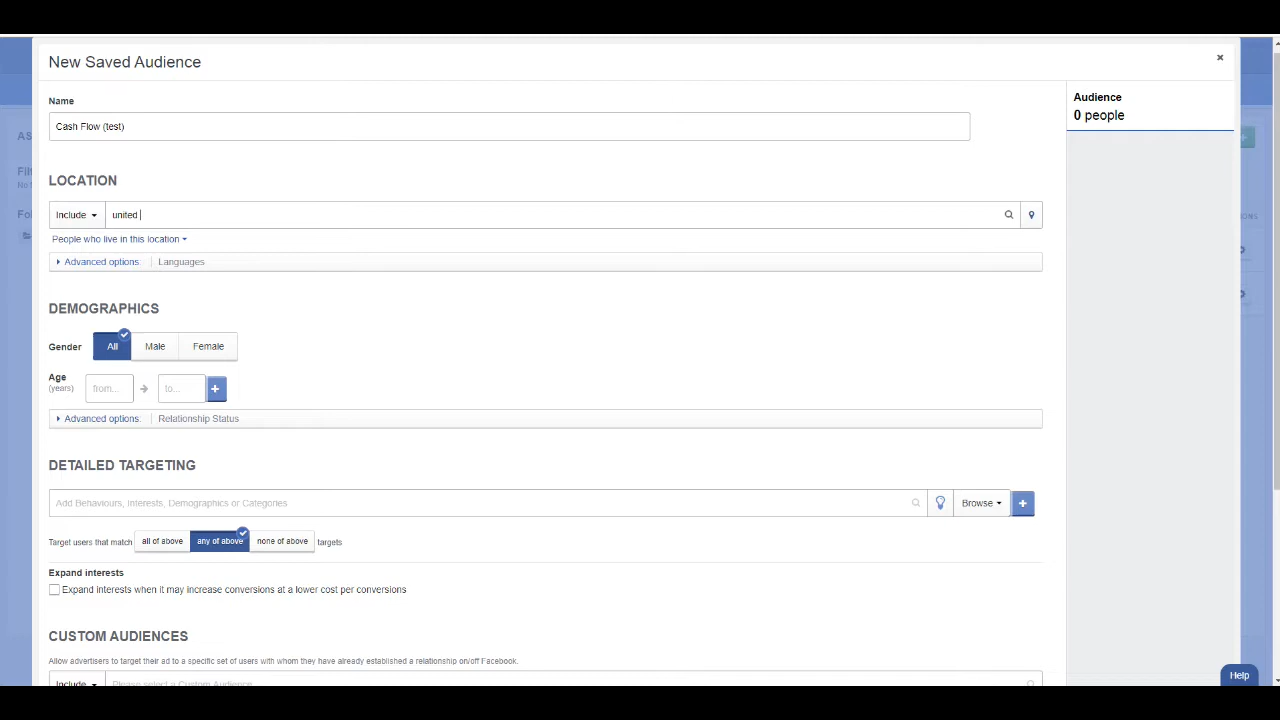 New Saved Audience
×
Name
Cash Flow (test)
Audience
0 people
LOCATION
Include
united
People who live in this location
Advanced options:
Languages
DEMOGRAPHICS
Gender
All
Male
Female
Age
(years)
from...
to...
+
Advanced options:
Relationship Status
DETAILED TARGETING
Add Behaviours, Interests, Demographics or Categories
Browse
+
Target users that match
all of above
any of above
none of above
targets
Expand interests
Expand interests when it may increase conversions at a lower cost per conversions
CUSTOM AUDIENCES
Allow advertisers to target their ad to a specific set of users with whom they have already established a relationship on/off Facebook.
Include
Please select a Custom Audience
Help